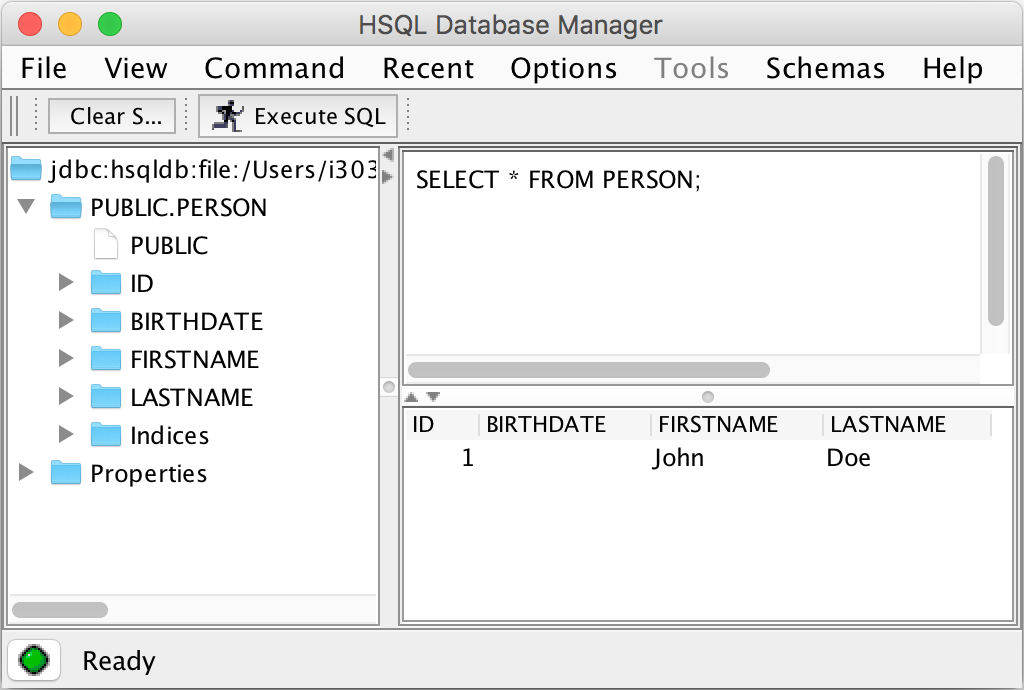 HSQL Database Manager
File View Command Recent Options Tools Schemas Help
Clear S... Execute SQL
jdbc:hsqldb:file:/Users/i303
PUBLIC.PERSON
PUBLIC
ID
BIRTHDATE
FIRSTNAME
LASTNAME
Indices
Properties
SELECT * FROM PERSON;
ID BIRTHDATE FIRSTNAME LASTNAME
1 John Doe
Ready